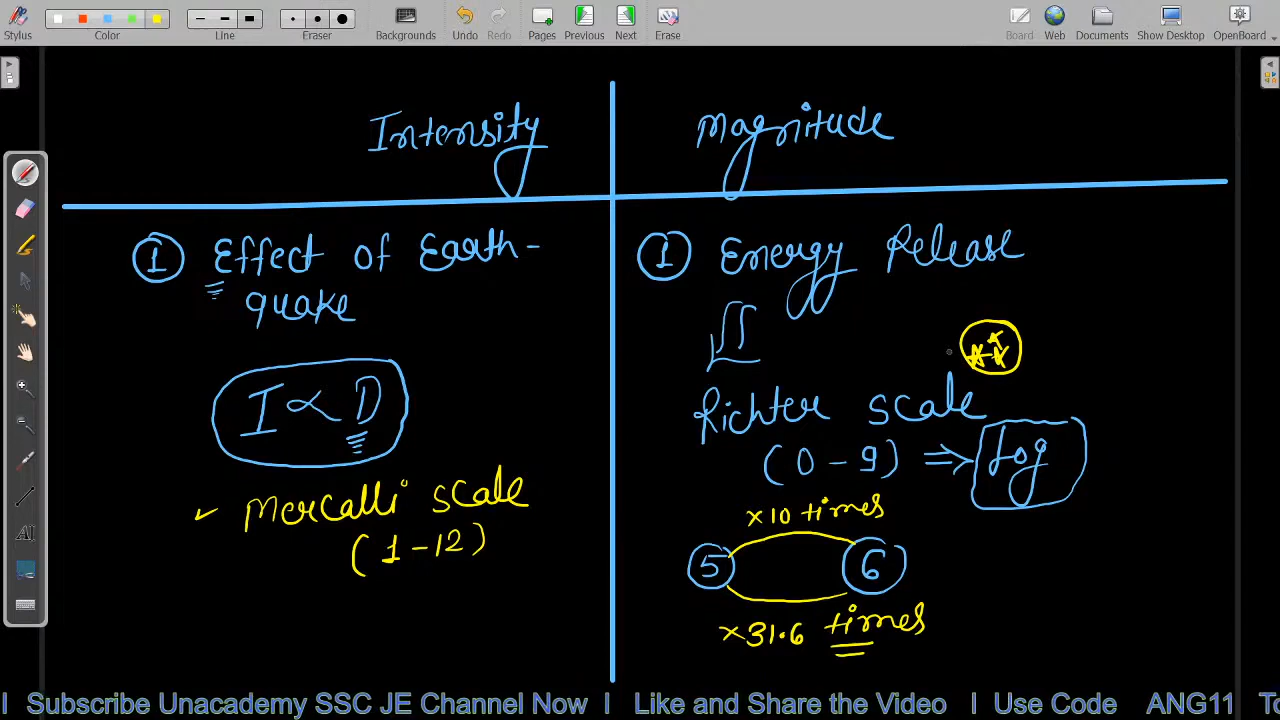 Stylus
Color
Line
Eraser
Backgrounds
Undo
Redo
Pages
Previous
Next
Erase
Board
Web
Documents
Show Desktop
OpenBoard
Intensity
Magnitude
① Effect of Earth-
quake
I ∝ D
✓ Mercalli scale
(1-12)
① Energy Release
Richter scale
(0-9) ⇒ Log
×10 times
5 6
×31.6 times
I Subscribe Unacademy SSC JE Channel Now I Like and Share the Video I Use Code ANG11 To